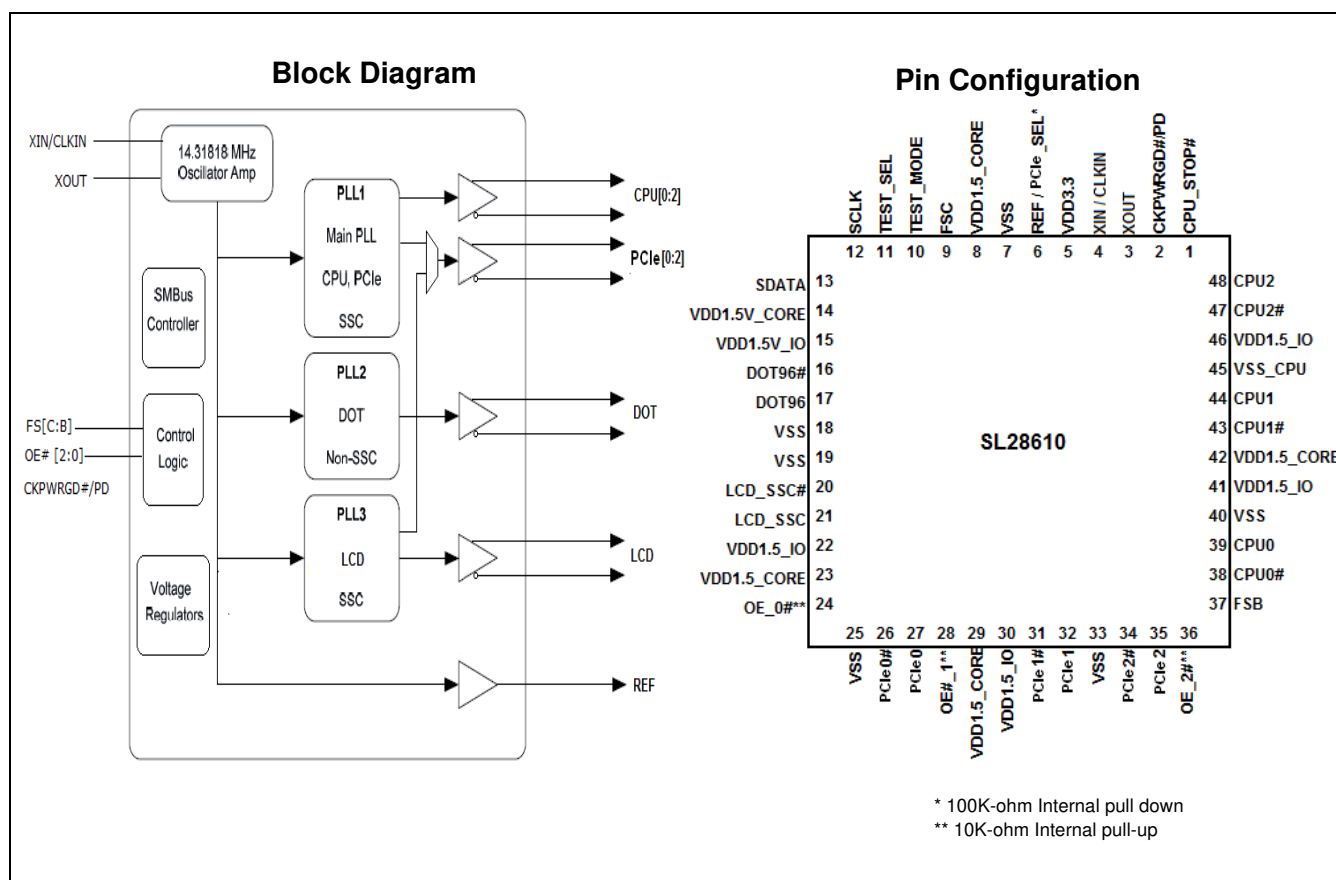 Block Diagram
XIN/CLKIN
XOUT
14.31818 MHz
Oscillator Amp
PLL1
Main PLL
CPU, PCIe
SSC
CPU[0:2]
PCIe[0:2]
SMBus
Controller
PLL2
DOT
Non-SSC
DOT
FS[C:B]
OE# [2:0]
CKPWRGD#/PD
Control
Logic
PLL3
LCD
SSC
LCD
Voltage
Regulators
REF
Pin Configuration
SCLK
TEST_SEL
TEST_MODE
FSC
VDD1.5_CORE
VSS
REF / PCIe _SEL*
VDD3.3
XIN / CLKIN
XOUT
CKPWRGD#/PD
CPU_STOP#
12 11 10 9 8 7 6 5 4 3 2 1
SDATA 13
VDD1.5V_CORE 14
VDD1.5V_IO 15
DOT96# 16
DOT96 17
VSS 18
VSS 19
LCD_SSC# 20
LCD_SSC 21
VDD1.5_IO 22
VDD1.5_CORE 23
OE_0#** 24
SL28610
48 CPU2
47 CPU2#
46 VDD1.5_IO
45 VSS_CPU
44 CPU1
43 CPU1#
42 VDD1.5_CORE
41 VDD1.5_IO
40 VSS
39 CPU0
38 CPU0#
37 FSB
25 26 27 28 29 30 31 32 33 34 35 36
VSS
PCIe0#
PCIe0
OE#_1**
VDD1.5_CORE
VDD1.5_IO
PCIe1#
PCIe1
VSS
PCIe2#
PCIe2
OE_2#**
* 100K-ohm Internal pull down
** 10K-ohm Internal pull-up